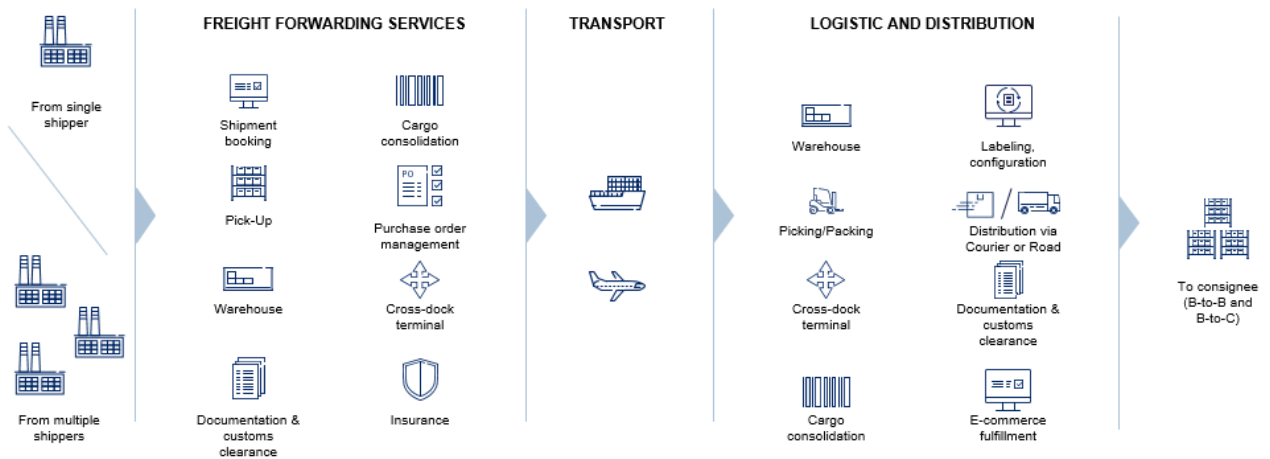 FREIGHT FORWARDING SERVICES
TRANSPORT
LOGISTIC AND DISTRIBUTION
From single
shipper
From multiple
shippers
Shipment
booking
Cargo
consolidation
Pick-Up
PO
Purchase order
management
Warehouse
Cross-dock
terminal
Documentation &
customs
clearance
Insurance
Warehouse
Labeling,
configuration
Picking/Packing
Distribution via
Courier or Road
Cross-dock
terminal
Documentation &
customs
clearance
Cargo
consolidation
E-commerce
fulfillment
To consignee
(B-to-B and
B-to-C)